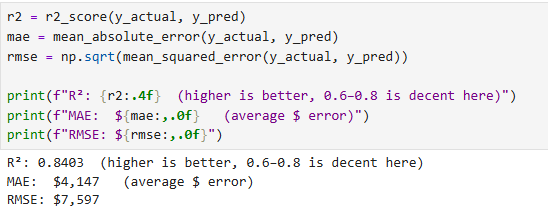 r2 = r2_score(y_actual, y_pred)
mae = mean_absolute_error(y_actual, y_pred)
rmse = np.sqrt(mean_squared_error(y_actual, y_pred))
print(f"R²: {r2:.4f}  (higher is better, 0.6–0.8 is decent here)")
print(f"MAE:  ${mae:,.0f}   (average $ error)")
print(f"RMSE: ${rmse:,.0f}")
R²: 0.8403  (higher is better, 0.6–0.8 is decent here)
MAE:  $4,147   (average $ error)
RMSE: $7,597